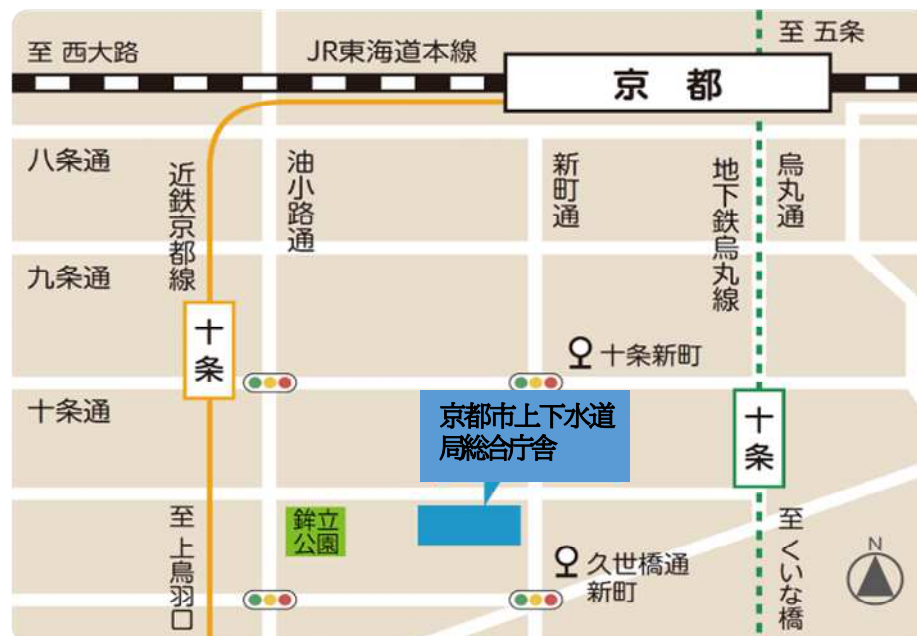 至 西大路
JR東海道本線
至 五条
京都
八条通
近鉄京都線
油小路通
新町通
地下鉄烏丸線
烏丸通
九条通
十条
十条新町
十条通
京都市上下水道
局総合庁舎
十条
鉾立
公園
至 上鳥羽口
久世橋通
新町
至 くいな橋
N